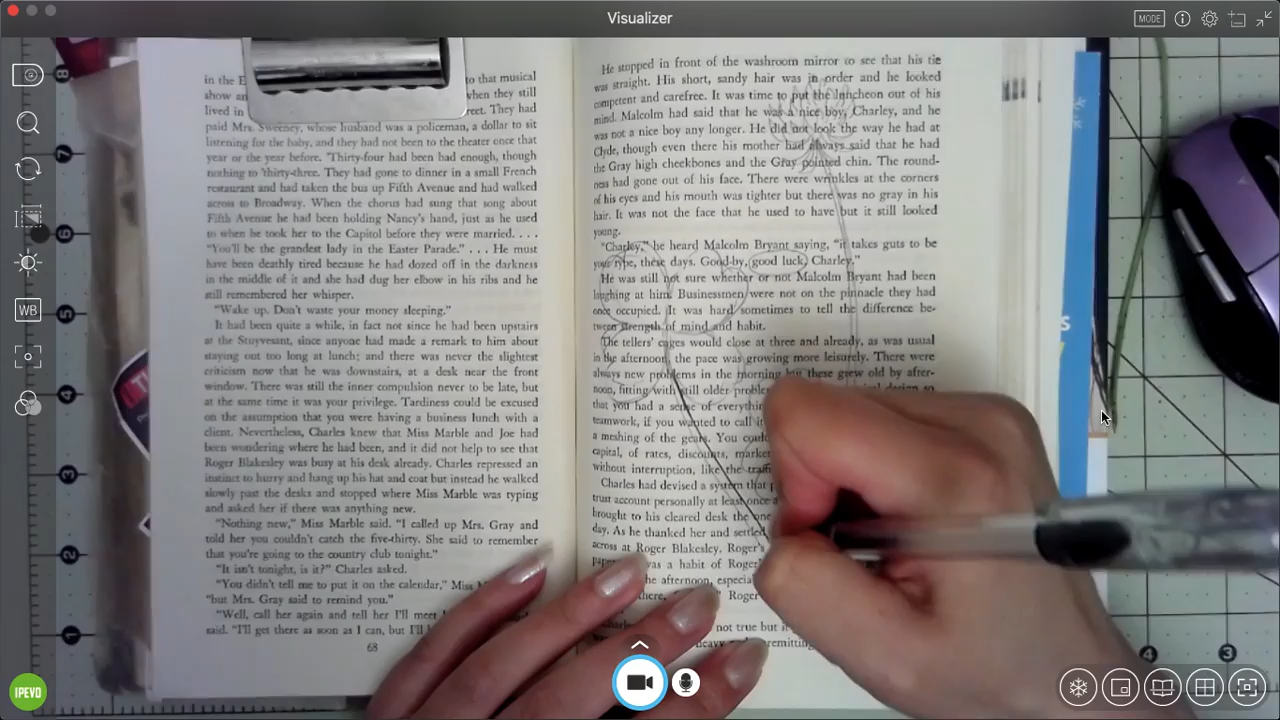 Visualizer
MODE
WB
IPEVO
in the E to that musical
show an when they still
lived in eet. They had
paid Mrs. Sweeney, whose husband was a policeman, a dollar to sit
listening for the baby, and they had not been to the theater once that
year or the year before. Thirty-four had been enough, though
nothing to 'thirty-three. They had gone to dinner in a small French
restaurant and had taken the bus up Fifth Avenue and had walked
across to Broadway. When the chorus had sung that song about
Fifth Avenue he had been holding Nancy's hand, just as he used
to when he took her to the Capitol before they were married. . . .
"You'll be the grandest lady in the Easter Parade." . . . He must
have been deathly tired because he had dozed off in the darkness
in the middle of it and she had dug her elbow in his ribs and he
still remembered her whisper.
"Wake up. Don't waste your money sleeping."
It had been quite a while, in fact not since he had been upstairs
at the Stuyvesant, since anyone had made a remark to him about
staying out too long at lunch; and there was never the slightest
criticism now that he was downstairs, at a desk near the front
window. There was still the inner compulsion never to be late, but
at the same time it was your privilege. Tardiness could be excused
on the assumption that you were having a business lunch with a
client. Nevertheless, Charles knew that Miss Marble and Joe had
been wondering where he had been, and it did not help to see that
Roger Blakesley was busy at his desk already. Charles repressed an
instinct to hurry and hang up his hat and coat but instead he walked
slowly past the desks and stopped where Miss Marble was typing
and asked her if there was anything new.
"Nothing new," Miss Marble said. "I called up Mrs. Gray and
told her you couldn't catch the five-thirty. She said to remember
that you're going to the country club tonight."
"It isn't tonight, is it?" Charles asked.
"You didn't tell me to put it on the calendar," Miss
"but Mrs. Gray said to remind you."
"Well, call her again and tell her I'll meet
said. "I'll get there as soon as I can, but I'll
68
He stopped in front of the washroom mirror to see that his tie
was straight. His short, sandy hair was in order and he looked
competent and carefree. It was time to put the luncheon out of his
mind. Malcolm had said that he was a nice boy, Charley, and he
was not a nice boy any longer. He did not look the way he had at
Clyde, though even there his mother had always said that he had
the Gray high cheekbones and the Gray pointed chin. The round-
ness had gone out of his face. There were wrinkles at the corners
of his eyes and his mouth was tighter but there was no gray in his
hair. It was not the face that he used to have but it still looked
young.
"Charley," he heard Malcolm Bryant saying, "it takes guts to be
your type, these days. Good-by, good luck, Charley."
He was still not sure whether or not Malcolm Bryant had been
laughing at him. Businessmen were not on the pinnacle they had
once occupied. It was hard sometimes to tell the difference be-
tween strength of mind and habit.
The tellers' cages would close at three and already, as was usual
in the afternoon, the pace was growing more leisurely. There were
always new problems in the morning but these grew old by after-
noon, fitting with still older proble
that you had a sense of everything
teamwork, if you wanted to call it
a meshing of the gears. You could
capital, of rates, discounts, market
without interruption, like the traffi
Charles had devised a system that p
trust account personally at least once a
brought to his cleared desk the one
day. As he thanked her and settled
across at Roger Blakesley. Roger's
was a habit of Roger's
the afternoon, especia
there, Roger
not true but it
heavy remitting